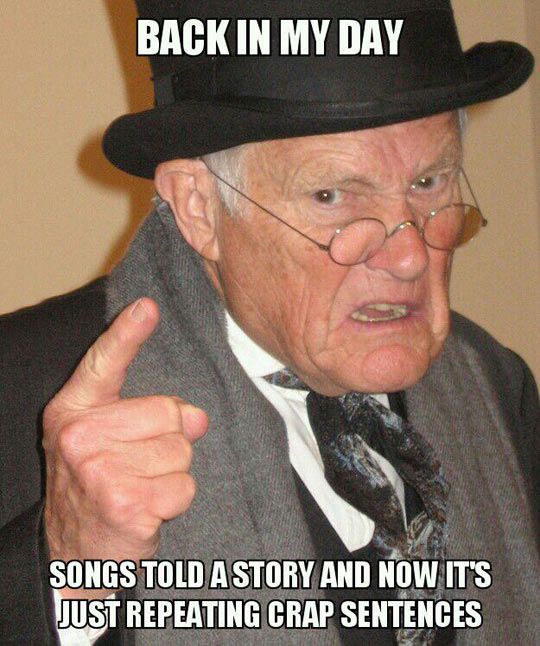 BACK IN MY DAY
SONGS TOLD A STORY AND NOW IT'S
JUST REPEATING CRAP SENTENCES